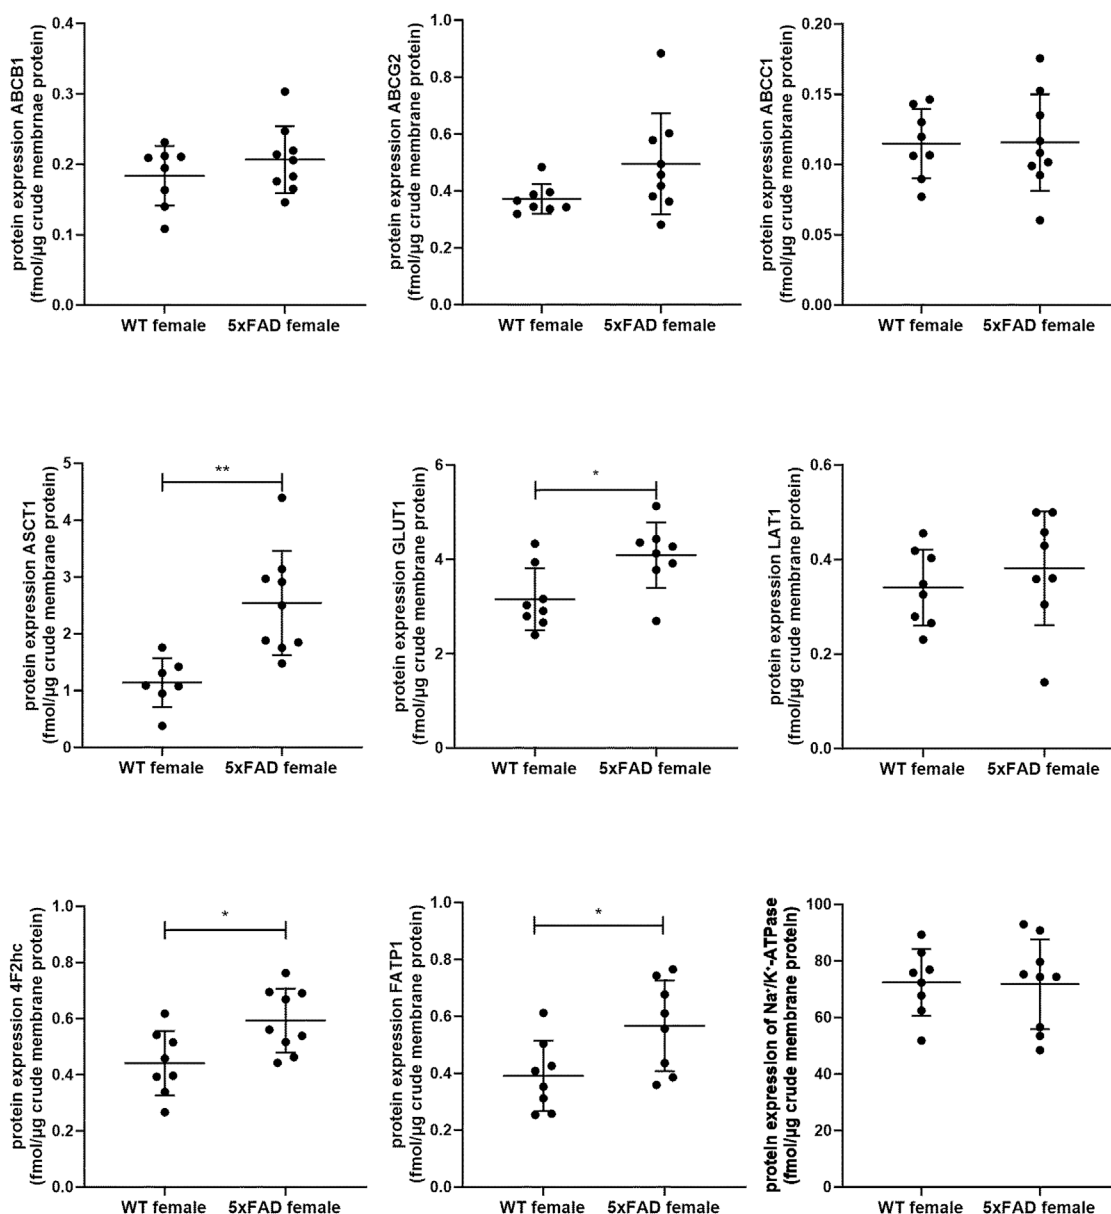 protein expression ABCB1
(fmol/µg crude membrnae protein)
0.4
0.3
0.2
0.1
0.0
WT female 5xFAD female
protein expression ABCG2
(fmol/µg crude membrane protein)
1.0
0.8
0.6
0.4
0.2
0.0
WT female 5xFAD female
protein expression ABCC1
(fmol/µg crude membrane protein)
0.20
0.15
0.10
0.05
0.00
WT female 5xFAD female
protein expression ASCT1
(fmol/µg crude membrane protein)
5
4
3
2
1
0
**
WT female 5xFAD female
protein expression GLUT1
(fmol/µg crude membrane protein)
6
4
2
0
*
WT female 5xFAD female
protein expression LAT1
(fmol/µg crude membrane protein)
0.6
0.4
0.2
0.0
WT female 5xFAD female
protein expression 4F2hc
(fmol/µg crude membrane protein)
1.0
0.8
0.6
0.4
0.2
0.0
*
WT female 5xFAD female
protein expression FATP1
(fmol/µg crude membrane protein)
1.0
0.8
0.6
0.4
0.2
0.0
*
WT female 5xFAD female
protein expression of Na⁺/K⁺-ATPase
(fmol/µg crude membrane protein)
100
80
60
40
20
0
WT female 5xFAD female